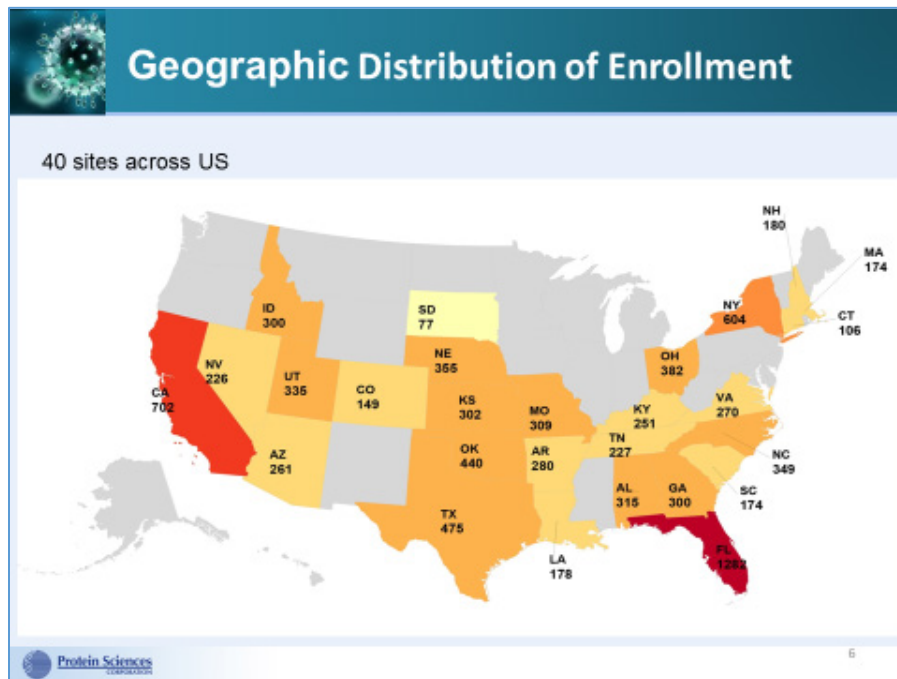 Geographic Distribution of Enrollment
40 sites across US
NH
180
MA
174
NY
604
CT
106
ID
300
SD
77
OH
382
NV
226
NE
355
UT
335
CO
149
CA
702
KS
302
MO
309
KY
251
VA
270
TN
227
AZ
261
OK
440
AR
280
NC
349
AL
315
GA
300
SC
174
TX
475
LA
178
FL
1282
Protein Sciences
CORPORATION
6